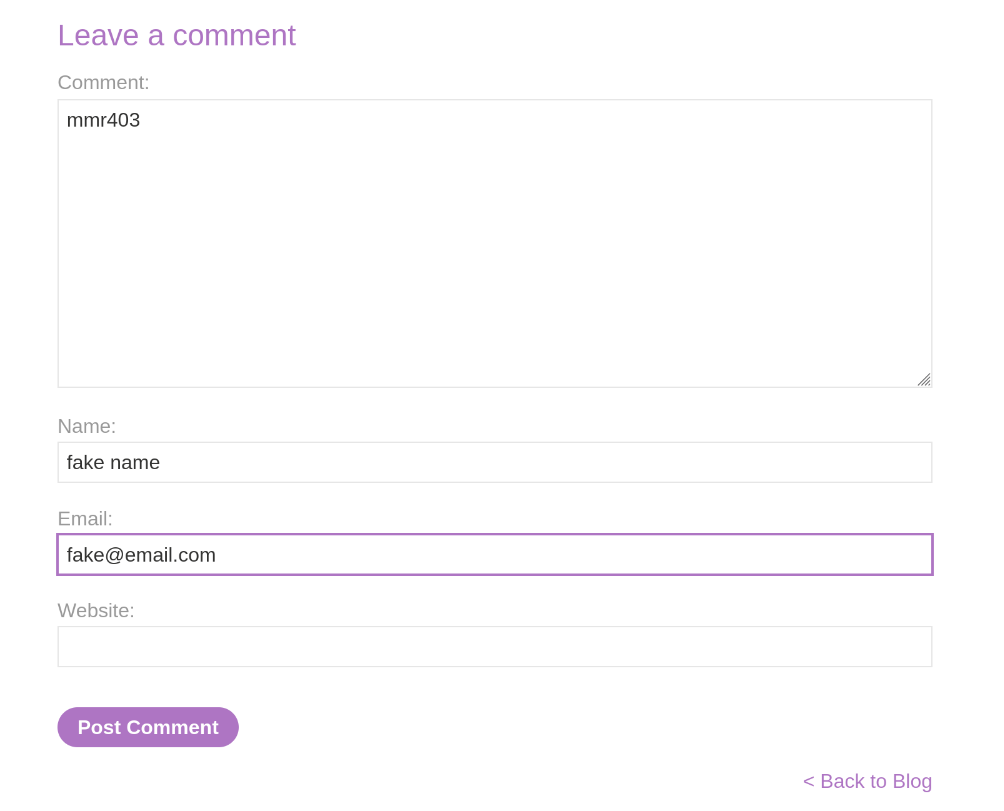 Leave a comment
Comment:
mmr403
Name:
fake name
Email:
fake@email.com
Website:
Post Comment
< Back to Blog